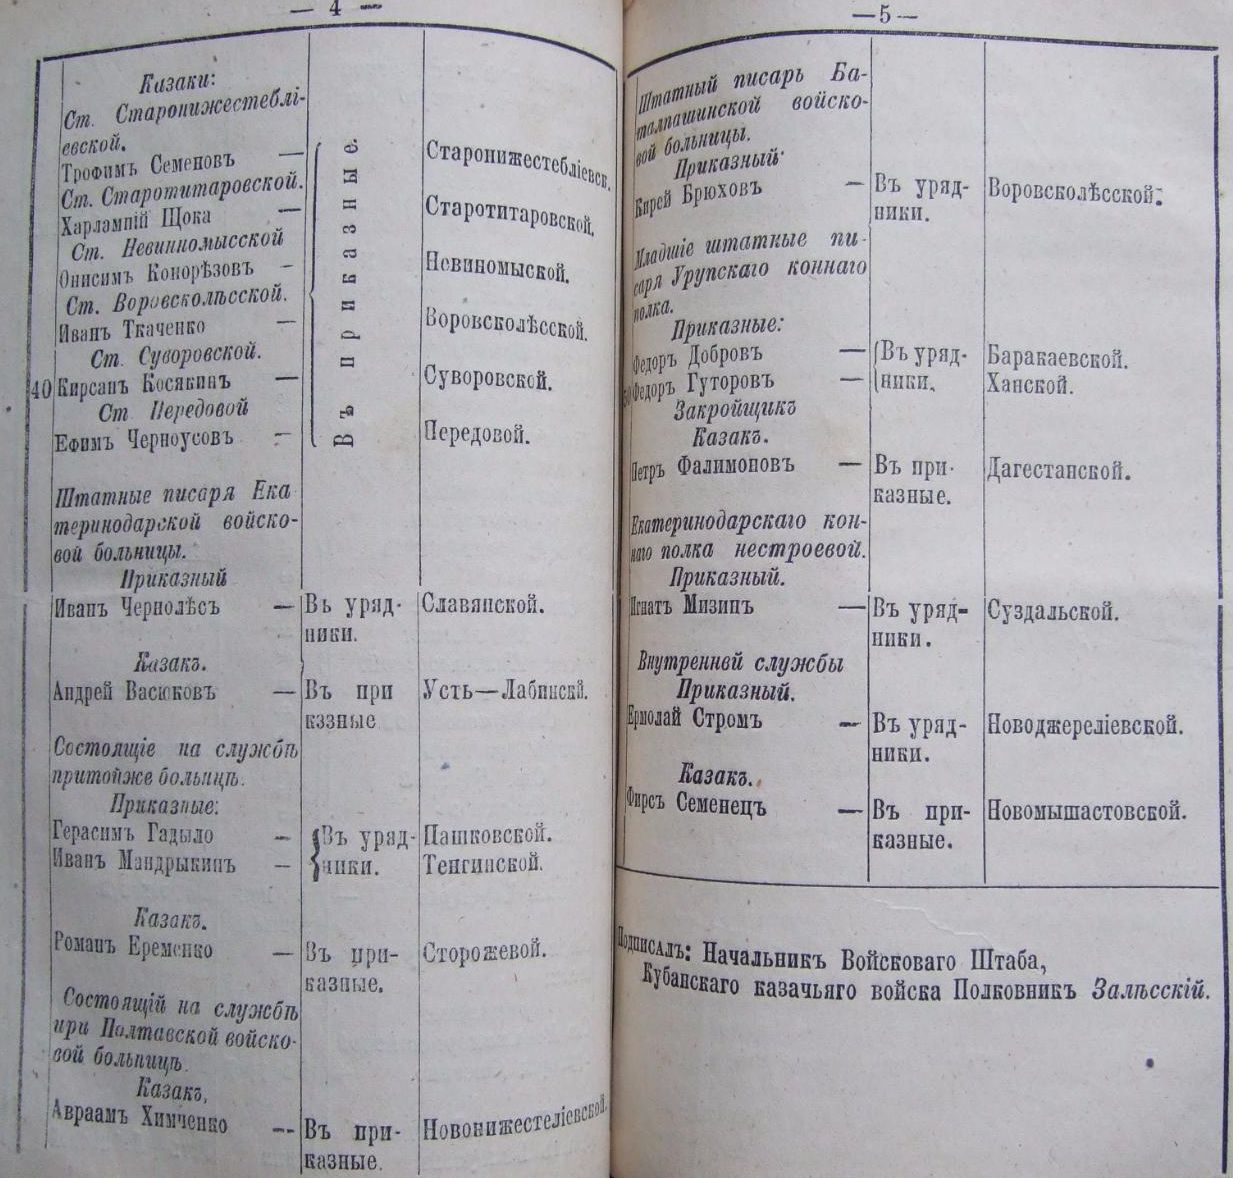 — 4 —
Казаки:
Ст. Старонижестеблі-
евской.
Трофимъ Семеновъ — Старонижестебліевск.
Ст. Старотитаровской.
Харлампій Щока — Старотитаровской.
Ст. Невинномысской
Онисимъ Конорѣзовъ — Невиномыской.
Ст. Воровсколѣсской.
Иванъ Ткаченко — Воровсколѣсской.
Ст. Суворовской.
40 Кирсанъ Косякинъ — Суворовской.
Ст Передовой
Ефимъ Черноусовъ — Передовой.
Въ приказные.
Штатные писаря Ека
теринодарской войско-
вой больницы.
Приказный
Иванъ Чернолѣсъ — Въ уряд- Славянской.
ники.
Казакъ.
Андрей Васюковъ — Въ при Усть—Лабинскй.
кззные
Состоящіе на службѣ
притойже больницѣ.
Приказные:
Герасимъ Гадыло — Въ уряд- Пашковской.
Иванъ Мандрыкинъ — ники. Тенгинской.
Казакъ.
Романъ Еременко — Въ при- Сторожевой.
казные.
Состоящій на службѣ
при Полтавской войско-
вой больницѣ.
Казакъ,
Авраамъ Химченко — Въ при- Новонижестеліевской.
казные.
—5—
Штатный писарь Ба-
талпашинской войско-
вой больницы.
Приказный
Кирей Брюховъ — Въ уряд- Воровсколѣсской.
ники.
Младшіе штатные пи-
саря Урупскаго коннаго
полка.
Приказные:
Федоръ Добровъ — Въ уряд- Баракаевской.
50 Федоръ Гуторовъ — ники. Ханской.
Закройщикъ
Казакъ.
Петръ Фалимоновъ — Въ при- Дагестанской.
казные.
Екатеринодарскаго кон-
наго полка нестроевой.
Приказный.
Игнатъ Мизинъ — Въ уряд- Суздальской.
ники.
Внутренней службы
Приказный.
Ермолай Стромъ — Въ уряд- Новоджереліевской.
ники.
Казакъ.
Фирсъ Семенецъ — Въ при- Новомышастовской.
казные.
Подписалъ: Начальникъ Войсковаго Штаба,
Кубанскаго казачьяго войска Полковникъ Залѣсскій.